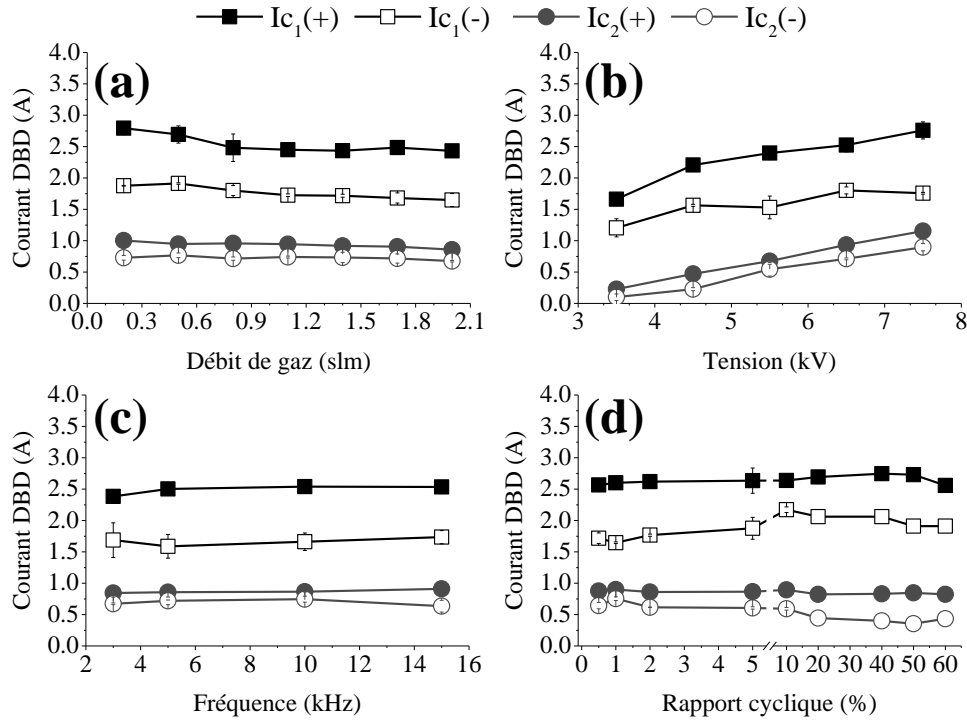 Ic1(+) Ic1(-) Ic2(+) Ic2(-)
(a)
Courant DBD (A)
4.0
3.5
3.0
2.5
2.0
1.5
1.0
0.5
0.0
0.0 0.3 0.6 0.9 1.2 1.5 1.8 2.1
Débit de gaz (slm)
(b)
Courant DBD (A)
4.0
3.5
3.0
2.5
2.0
1.5
1.0
0.5
0.0
3 4 5 6 7 8
Tension (kV)
(c)
Courant DBD (A)
4.0
3.5
3.0
2.5
2.0
1.5
1.0
0.5
0.0
2 4 6 8 10 12 14 16
Fréquence (kHz)
(d)
Courant DBD (A)
4.0
3.5
3.0
2.5
2.0
1.5
1.0
0.5
0.0
0 1 2 3 4 5 10 20 30 40 50 60
Rapport cyclique (%)